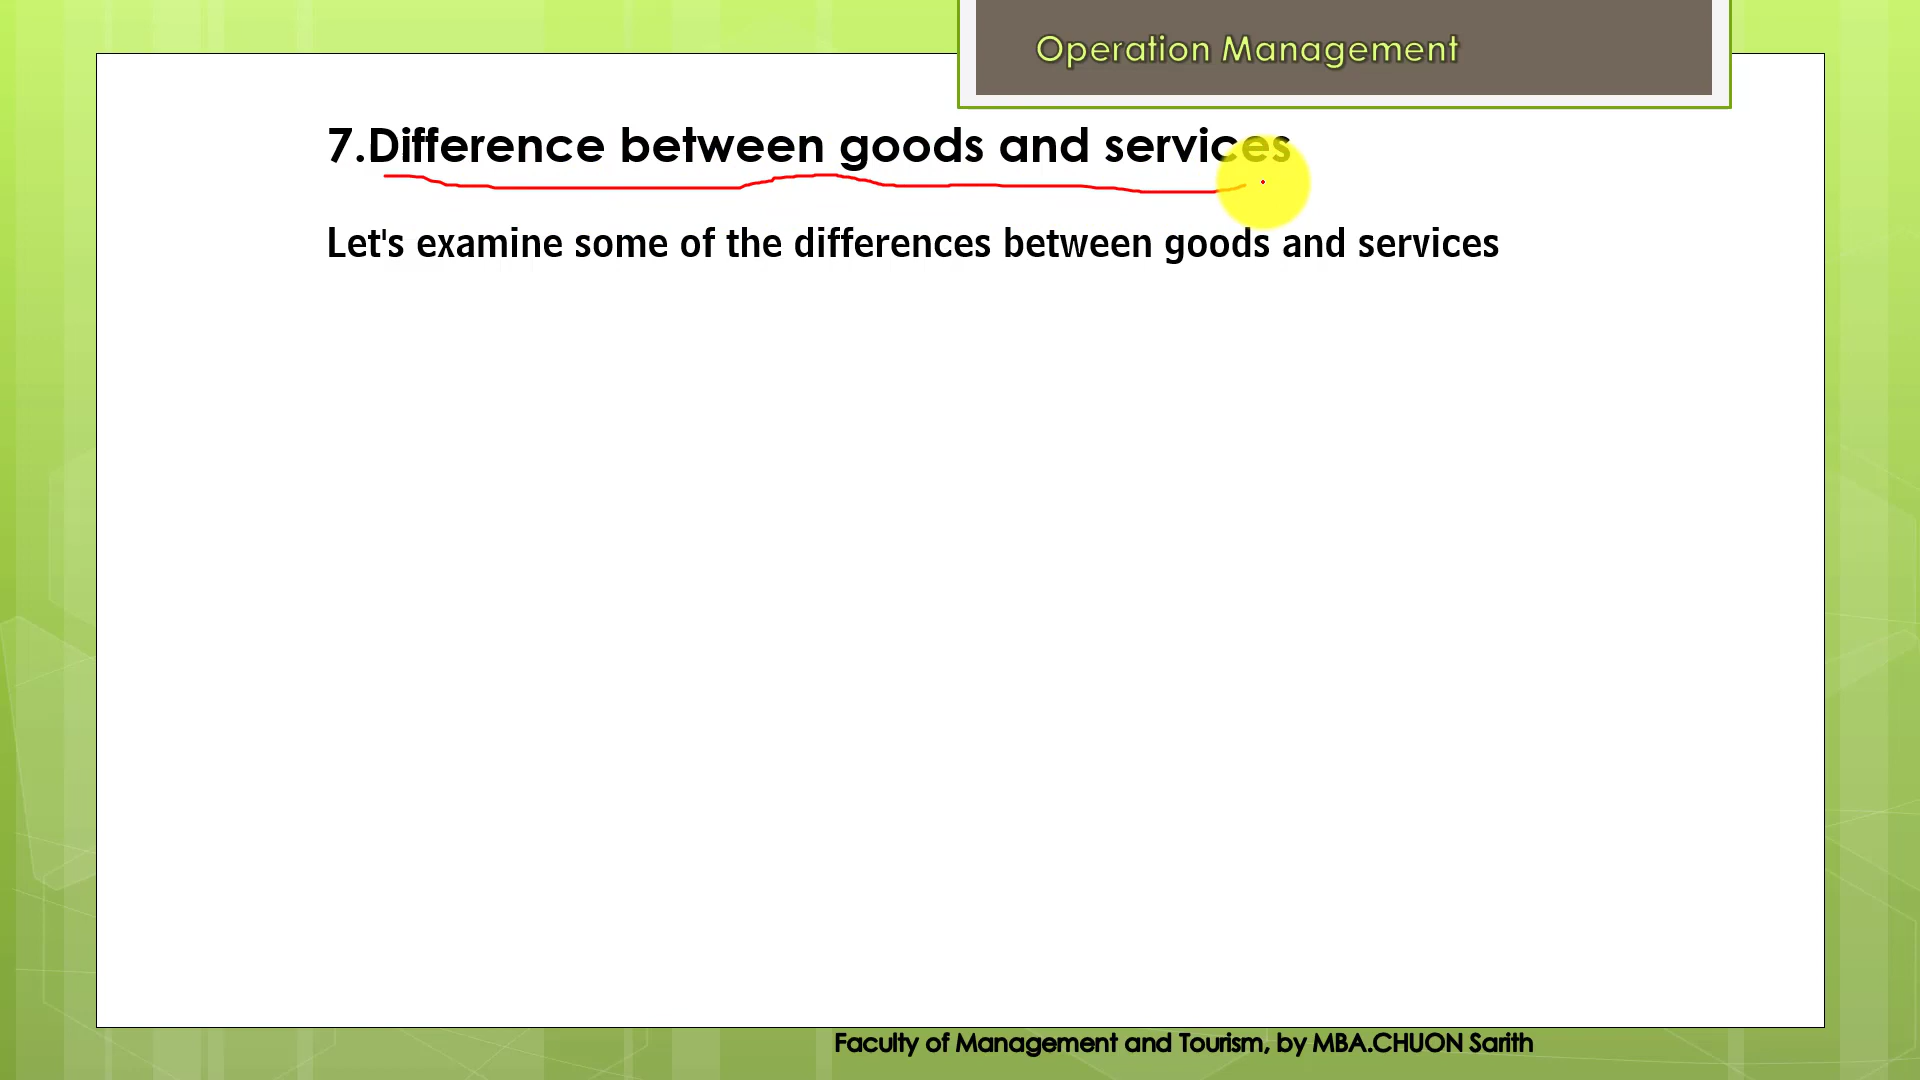 Operation Management
7.Difference between goods and services
Let's examine some of the differences between goods and services
Faculty of Management and Tourism, by MBA.CHUON Sarith